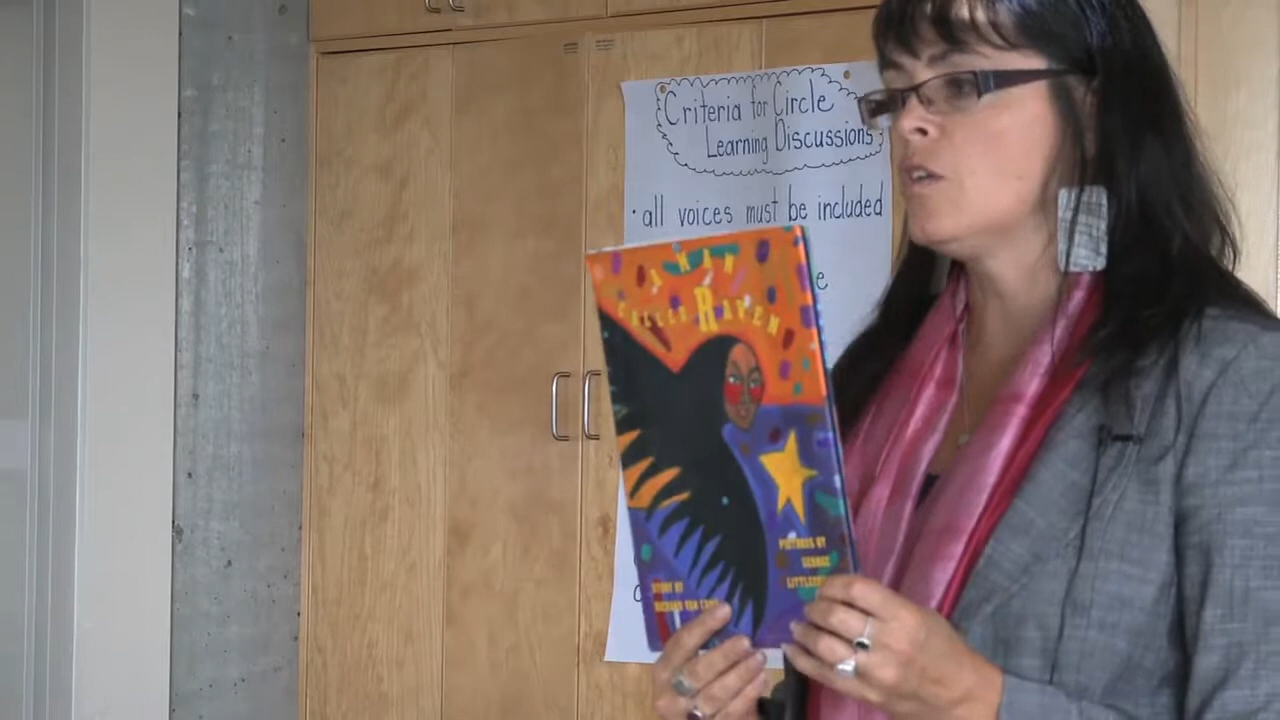 Criteria for Circle
Learning Discussions
• all voices must be included
e
A MAN
CALLED RAVEN
PICTURES BY
GEORGE
STORY BY
RICHARD VAN